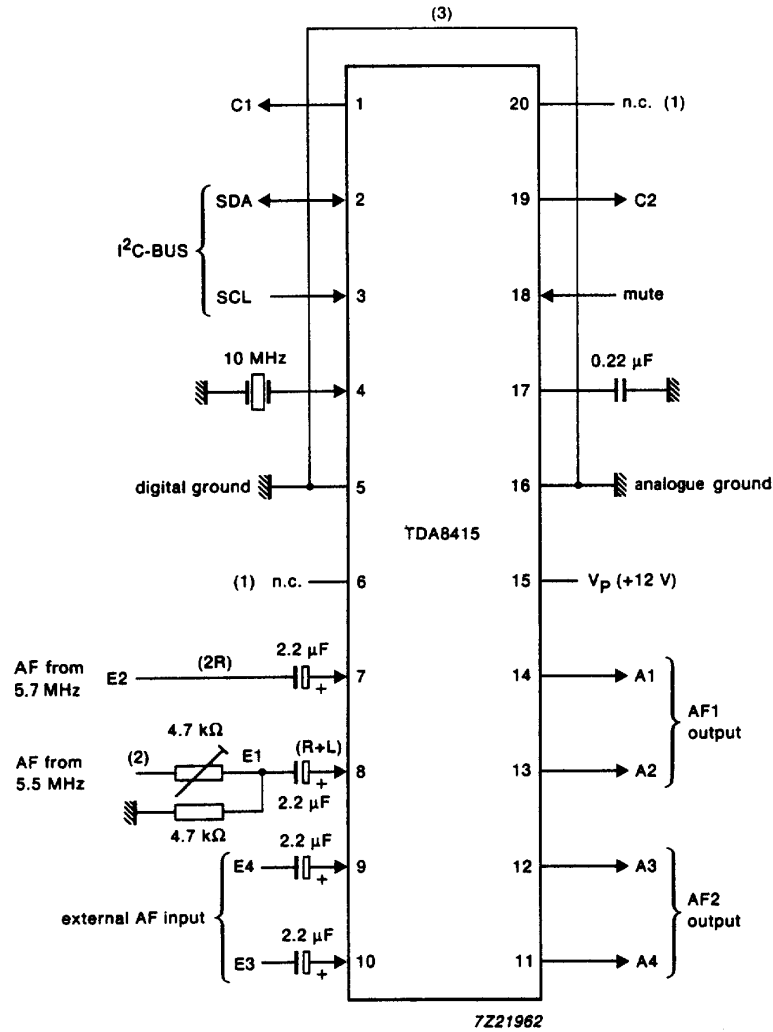 (3)
C1
1
20
n.c. (1)
I²C-BUS
SDA
2
19
C2
SCL
3
18
mute
10 MHz
4
17
0.22 µF
digital ground
5
16
analogue ground
TDA8415
(1) n.c.
6
15
VP (+12 V)
AF from
5.7 MHz
E2
(2R)
2.2 µF
+
7
14
A1
AF1
output
AF from
5.5 MHz
(2)
4.7 kΩ
E1
(R+L)
+
2.2 µF
8
13
A2
4.7 kΩ
external AF input
E4
2.2 µF
+
9
12
A3
AF2
output
E3
2.2 µF
+
10
11
A4
7Z21962